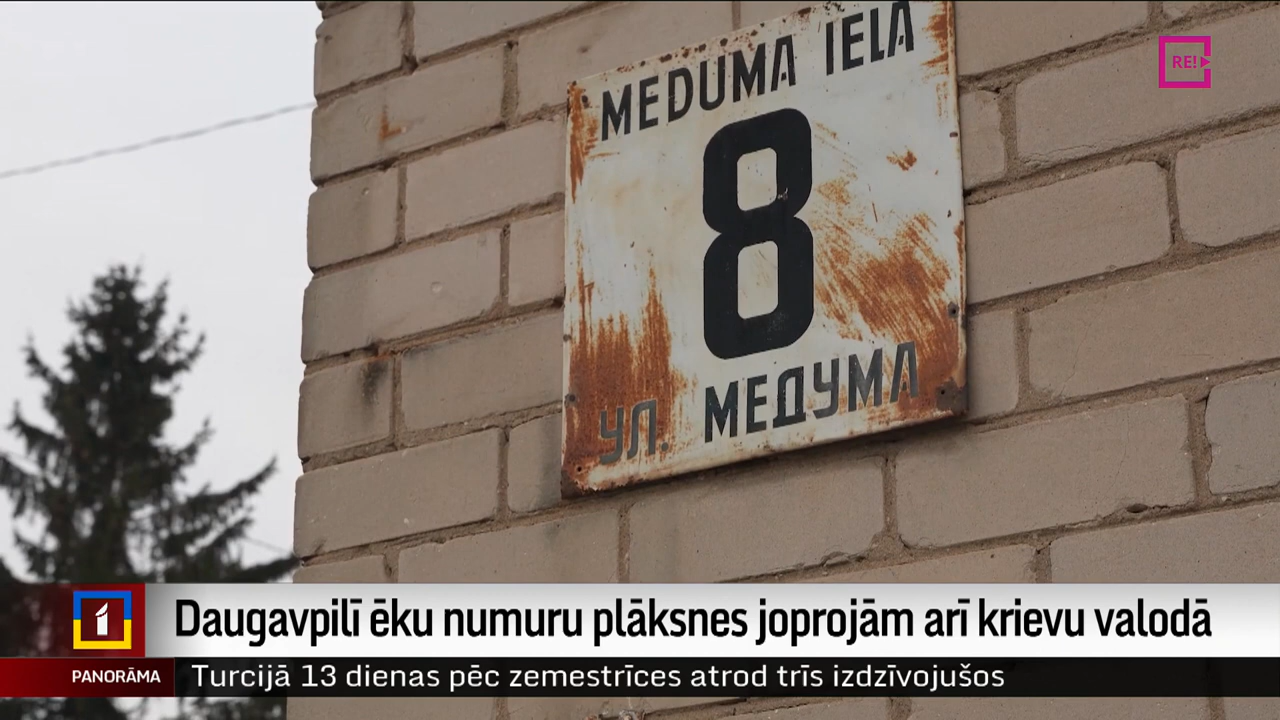 MEDUMA IELA
8
УЛ. МЕДУМА
RE!
1
Daugavpilī ēku numuru plāksnes joprojām arī krievu valodā
PANORĀMA
Turcijā 13 dienas pēc zemestrīces atrod trīs izdzīvojušos